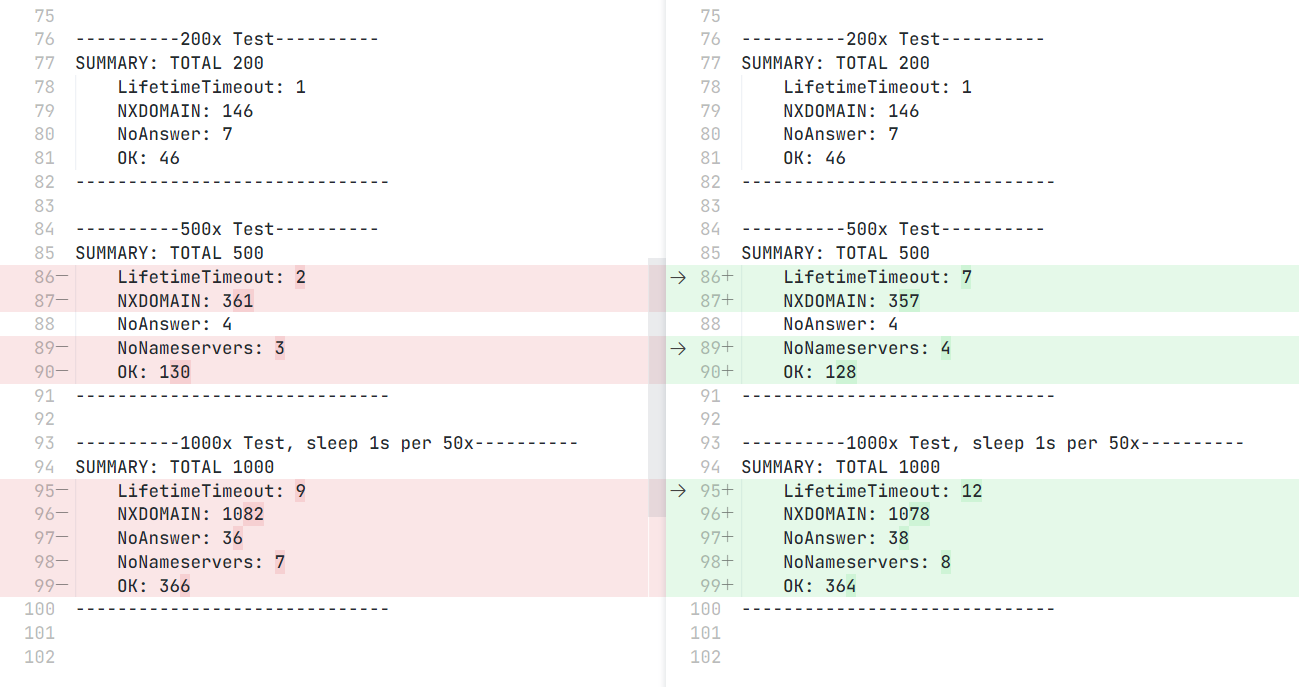 75
76 ----------200x Test----------
77 SUMMARY: TOTAL 200
78 LifetimeTimeout: 1
79 NXDOMAIN: 146
80 NoAnswer: 7
81 OK: 46
82 ------------------------------
83
84 ----------500x Test----------
85 SUMMARY: TOTAL 500
86— LifetimeTimeout: 2
87— NXDOMAIN: 361
88 NoAnswer: 4
89— NoNameservers: 3
90— OK: 130
91 ------------------------------
92
93 ----------1000x Test, sleep 1s per 50x----------
94 SUMMARY: TOTAL 1000
95— LifetimeTimeout: 9
96— NXDOMAIN: 1082
97— NoAnswer: 36
98— NoNameservers: 7
99— OK: 366
100 ------------------------------
101
102
75
76 ----------200x Test----------
77 SUMMARY: TOTAL 200
78 LifetimeTimeout: 1
79 NXDOMAIN: 146
80 NoAnswer: 7
81 OK: 46
82 ------------------------------
83
84 ----------500x Test----------
85 SUMMARY: TOTAL 500
→ 86+ LifetimeTimeout: 7
87+ NXDOMAIN: 357
88 NoAnswer: 4
→ 89+ NoNameservers: 4
90+ OK: 128
91 ------------------------------
92
93 ----------1000x Test, sleep 1s per 50x----------
94 SUMMARY: TOTAL 1000
→ 95+ LifetimeTimeout: 12
96+ NXDOMAIN: 1078
97+ NoAnswer: 38
98+ NoNameservers: 8
99+ OK: 364
100 ------------------------------
101
102